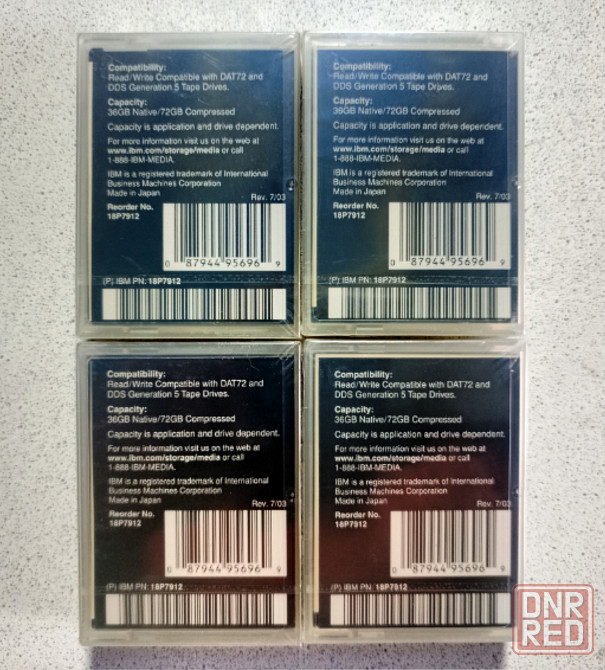 Compatibility:
Read/Write Compatible with DAT72 and
DDS Generation 5 Tape Drives.
Capacity:
36GB Native/72GB Compressed
Capacity is application and drive dependent.
For more information visit us on the web at
www.ibm.com/storage/media or call
1-888-IBM-MEDIA.
IBM is a registered trademark of International
Business Machines Corporation
Made in Japan
Rev. 7/03
Reorder No.
18P7912
0 87944 95696 9
(P) IBM PN: 18P7912
Compatibility:
Read/Write Compatible with DAT72 and
DDS Generation 5 Tape Drives.
Capacity:
36GB Native/72GB Compressed
Capacity is application and drive dependent.
For more information visit us on the web at
www.ibm.com/storage/media or call
1-888-IBM-MEDIA.
IBM is a registered trademark of International
Business Machines Corporation
Made in Japan
Rev. 7/03
Reorder No.
18P7912
0 87944 95696 9
(P) IBM PN: 18P7912
Compatibility:
Read/Write Compatible with DAT72 and
DDS Generation 5 Tape Drives.
Capacity:
36GB Native/72GB Compressed
Capacity is application and drive dependent.
For more information visit us on the web at
www.ibm.com/storage/media or call
1-888-IBM-MEDIA.
IBM is a registered trademark of International
Business Machines Corporation
Made in Japan
Rev. 7/03
Reorder No.
18P7912
0 87944 95696 9
(P) IBM PN: 18P7912
Compatibility:
Read/Write Compatible with DAT72 and
DDS Generation 5 Tape Drives.
Capacity:
36GB Native/72GB Compressed
Capacity is application and drive dependent.
For more information visit us on the web at
www.ibm.com/storage/media or call
1-888-IBM-MEDIA.
IBM is a registered trademark of International
Business Machines Corporation
Made in Japan
Rev. 7/03
Reorder No.
18P7912
0 87944 95696 9
(P) IBM PN: 18P7912
DNR
RED